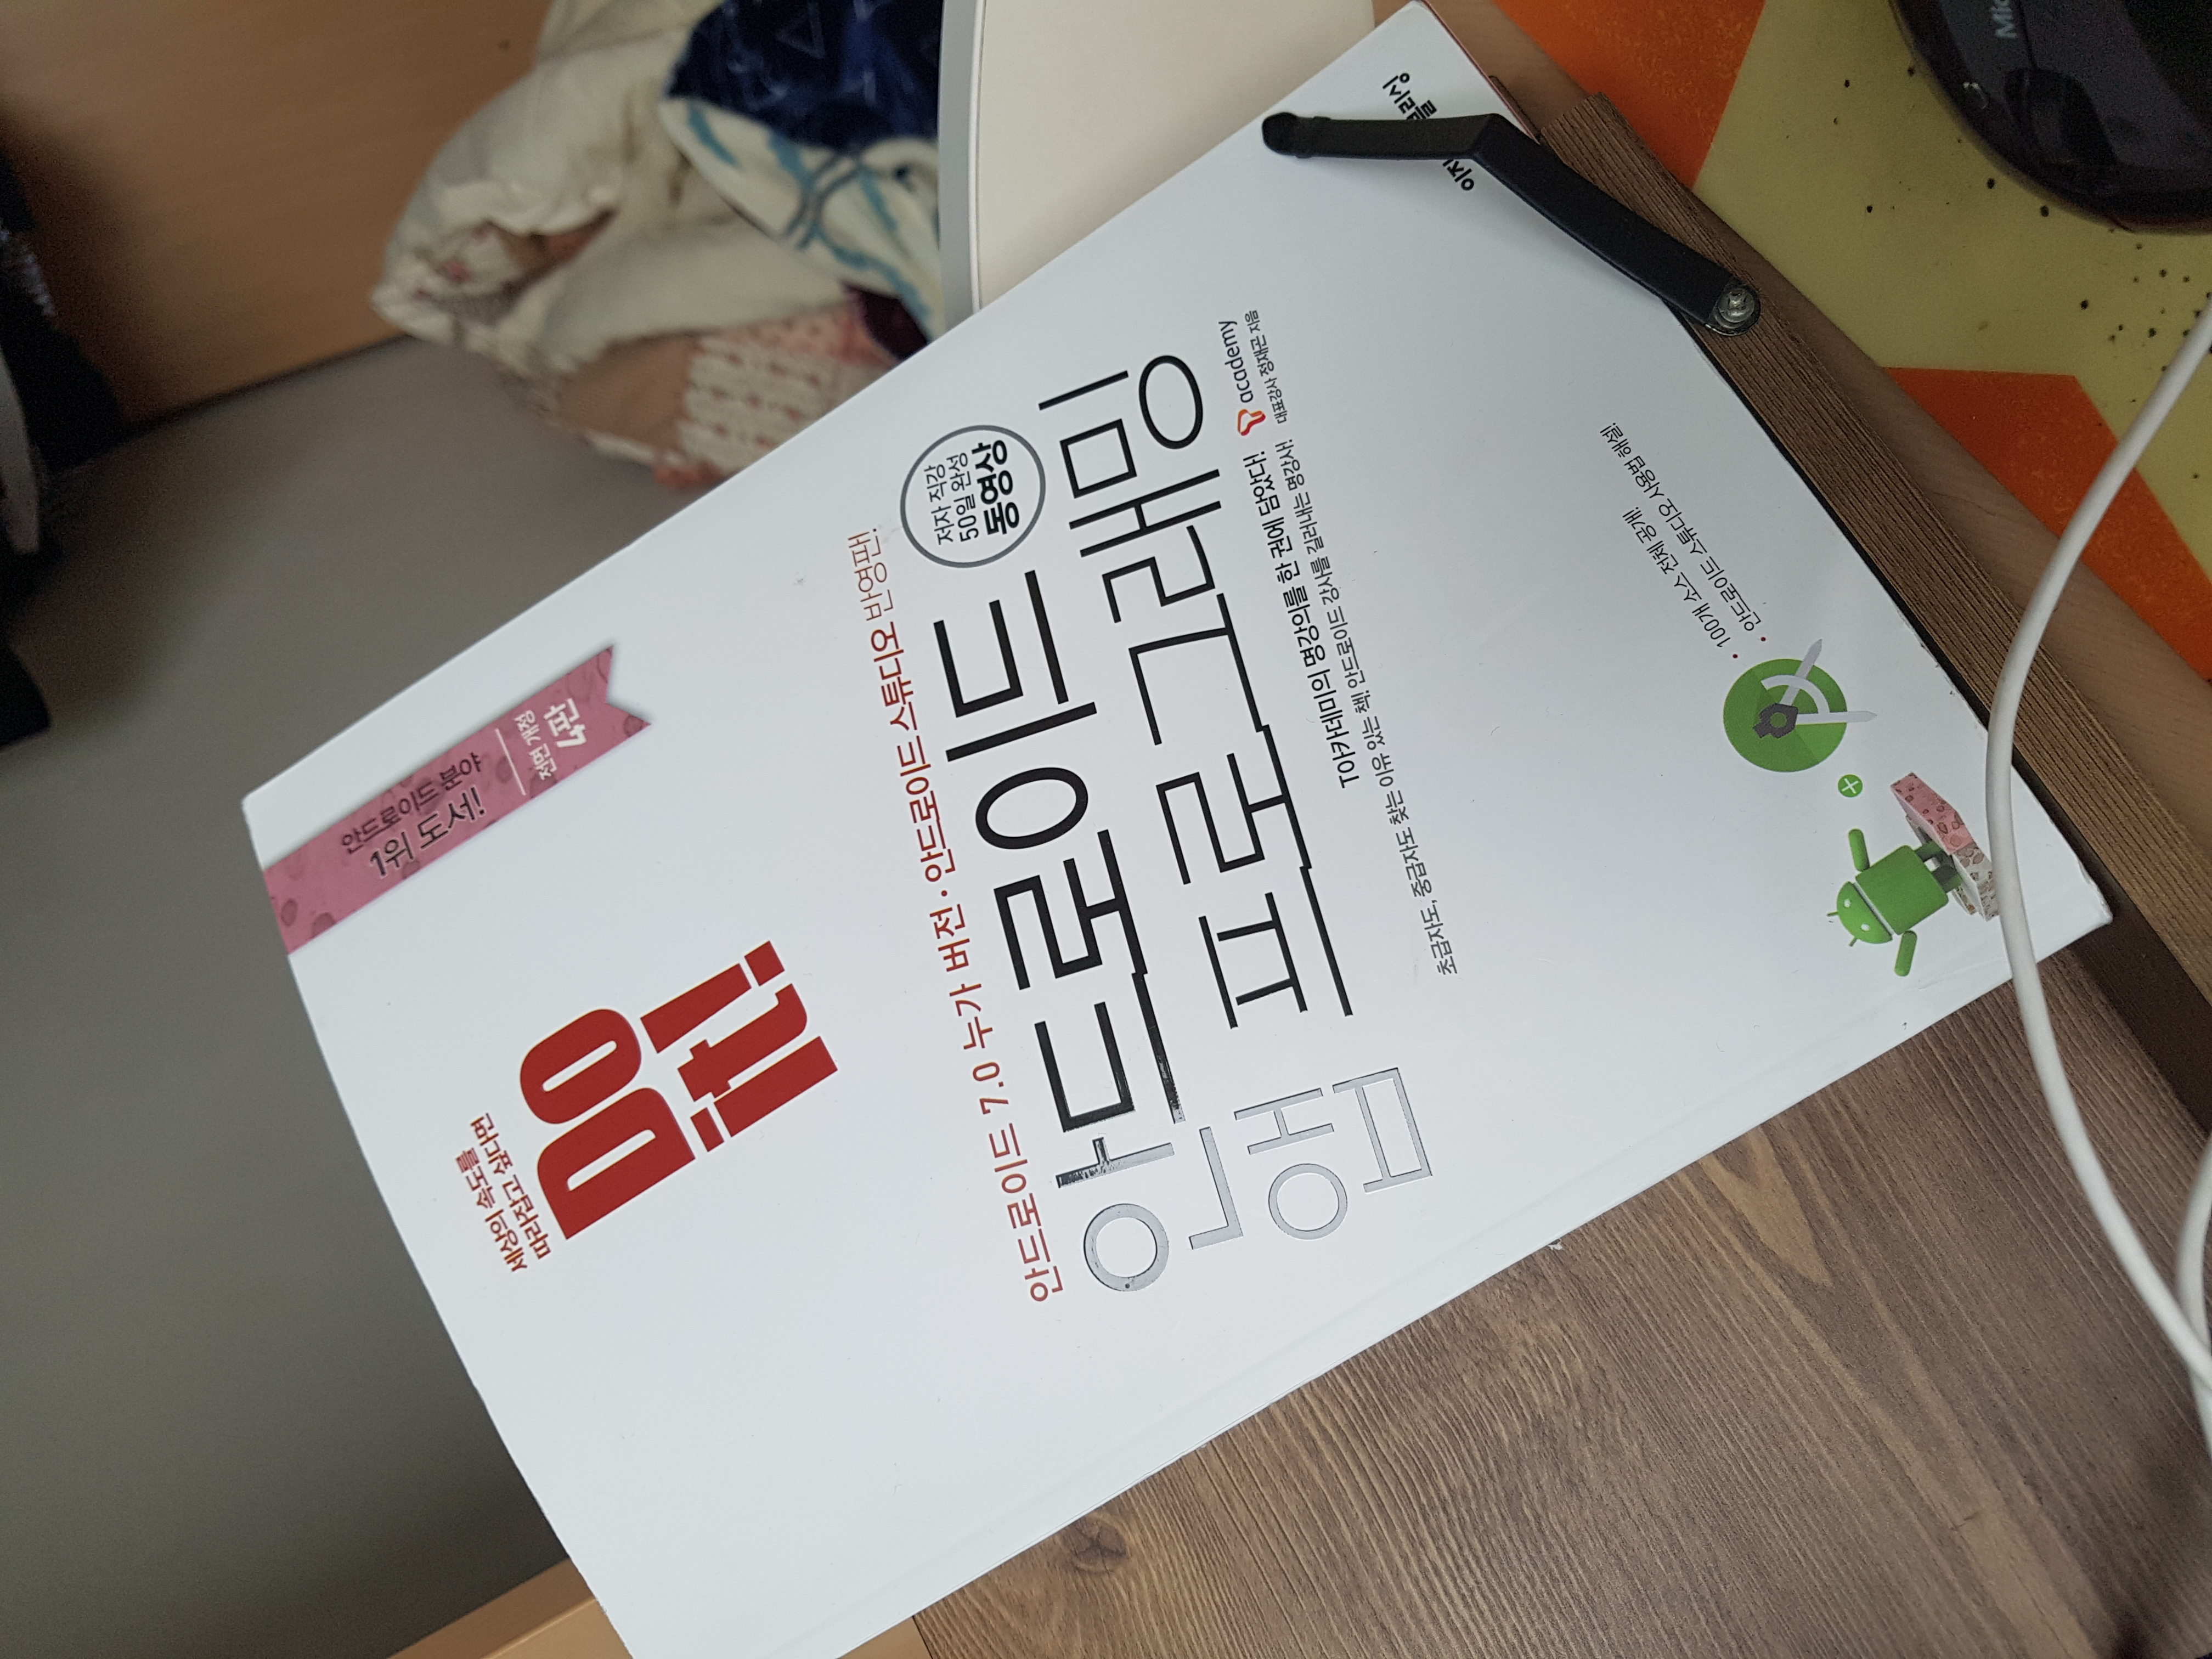 안드로이드 분야
1위 도서!
전면 개정
4판
세상의 속도를
따라잡고 싶다면
Do
it!
안드로이드 7.0 누가 버전 · 안드로이드 스튜디오 반영판!
안드로이드
저자 직강
50일 완성
동영상
앱 프로그래밍
T아카데미의 명강의를 한 권에 담았다!
초급자도, 중급자도 찾는 이유 있는 책! 안드로이드 강사를 길러내는 명강사!
T academy
대표강사 정재곤 지음
• 100개 소스 전체 공개!
• 안드로이드 스튜디오 사용법 해설!